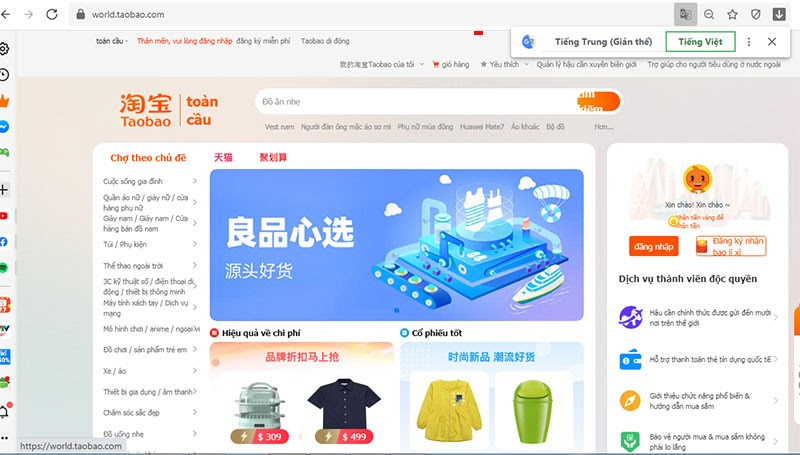 world.taobao.com
toàn cầu
Thân mến, vui lòng đăng nhập
đăng ký miễn phí
Taobao di động
Tiếng Trung (Giản thể)
Tiếng Việt
我的淘宝Taobao của tôi
giỏ hàng
Yêu thích
Quản lý hậu cần xuyên biên giới
Trợ giúp cho người tiêu dùng ở nước ngoài
淘宝
Taobao
toàn
cầu
Đồ ăn nhẹ
Vest nam
Người đàn ông mặc áo sơ mi
Phụ nữ mùa đông
Huawei Mate7
Áo khoác
Bộ đồ
Hơn...
Chợ theo chủ đề
天猫
聚划算
Cuộc sống gia đình
Quần áo nữ / giày nữ / cửa
hàng phụ nữ
Giày nam / Giày nam / Cửa
hàng bán đồ nam
Túi / Phụ kiện
Thể thao ngoài trời
3C kỹ thuật số / điện thoại di
động / thiết bị thông minh
Máy tính xách tay / Dịch vụ
mạng
Mô hình chơi / anime / ngoại vi
Đồ chơi / sản phẩm trẻ em
Xe / áo
Thiết bị gia dụng / âm thanh
Chăm sóc sắc đẹp
Đồ uống nhẹ
良品心选
源头好货
Hiệu quả về chi phí
品牌折扣马上抢
$ 309
$ 499
Cổ phiếu tốt
时尚新品 潮流好货
Xin chào! Xin chào ~
Nhân tiền vàng để
nhân tiền
đăng nhập
Đăng ký nhận
bao lì xì
Dịch vụ thành viên độc quyền
Hậu cần chính thức được gửi đến mười
nơi trên thế giới
Hỗ trợ thanh toán thẻ tín dụng quốc tế
Giới thiệu chức năng phổ biến &
hướng dẫn mua sắm
Bảo vệ người mua & mua sắm không
phải lo lắng
https://world.taobao.com